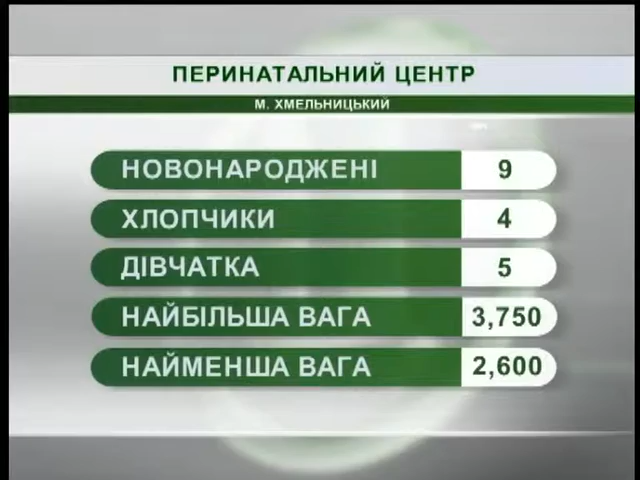 ПЕРИНАТАЛЬНИЙ ЦЕНТР
М. ХМЕЛЬНИЦЬКИЙ
НОВОНАРОДЖЕНІ 9
ХЛОПЧИКИ 4
ДІВЧАТКА 5
НАЙБІЛЬША ВАГА 3,750
НАЙМЕНША ВАГА 2,600